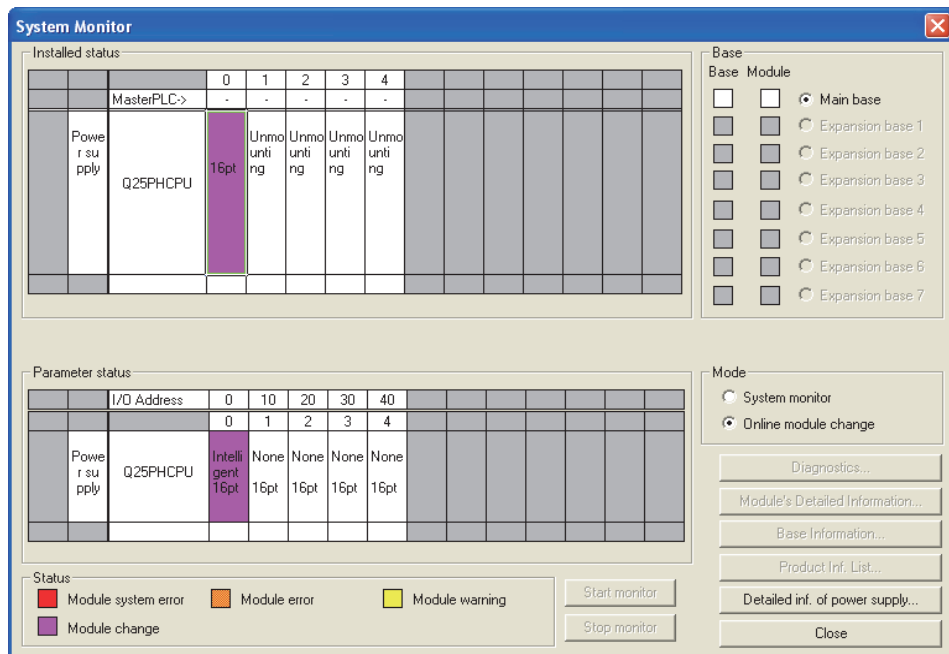 System Monitor
Installed status
0 1 2 3 4
MasterPLC-> - - - - -
Powe
r su
pply
Q25PHCPU
16pt
Unmo
unti
ng
Unmo
unti
ng
Unmo
unti
ng
Unmo
unti
ng
Base
Base Module
Main base
Expansion base 1
Expansion base 2
Expansion base 3
Expansion base 4
Expansion base 5
Expansion base 6
Expansion base 7
Parameter status
I/O Address 0 10 20 30 40
0 1 2 3 4
Powe
r su
pply
Q25PHCPU
Intelli
gent
16pt
None
16pt
None
16pt
None
16pt
None
16pt
Mode
System monitor
Online module change
Diagnostics...
Module's Detailed Information...
Base Information...
Product Inf. List...
Detailed inf. of power supply...
Close
Status
Module system error
Module error
Module warning
Module change
Start monitor
Stop monitor